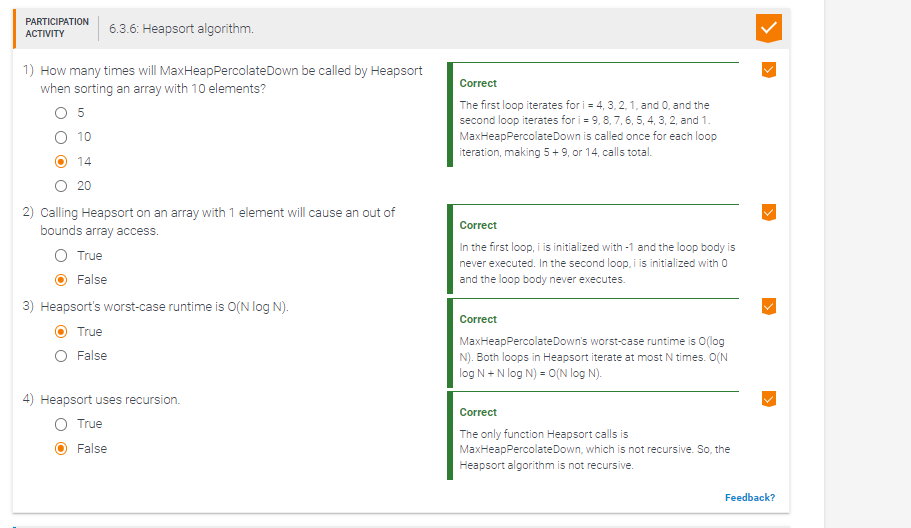 PARTICIPATION
ACTIVITY
6.3.6: Heapsort algorithm.
1) How many times will MaxHeapPercolateDown be called by Heapsort
when sorting an array with 10 elements?
5
10
14
20
Correct
The first loop iterates for i = 4, 3, 2, 1, and 0, and the
second loop iterates for i = 9, 8, 7, 6, 5, 4, 3, 2, and 1.
MaxHeapPercolateDown is called once for each loop
iteration, making 5 + 9, or 14, calls total.
2) Calling Heapsort on an array with 1 element will cause an out of
bounds array access.
True
False
Correct
In the first loop, i is initialized with -1 and the loop body is
never executed. In the second loop, i is initialized with 0
and the loop body never executes.
3) Heapsort's worst-case runtime is O(N log N).
True
False
Correct
MaxHeapPercolateDown's worst-case runtime is O(log
N). Both loops in Heapsort iterate at most N times. O(N
log N + N log N) = O(N log N).
4) Heapsort uses recursion.
True
False
Correct
The only function Heapsort calls is
MaxHeapPercolateDown, which is not recursive. So, the
Heapsort algorithm is not recursive.
Feedback?